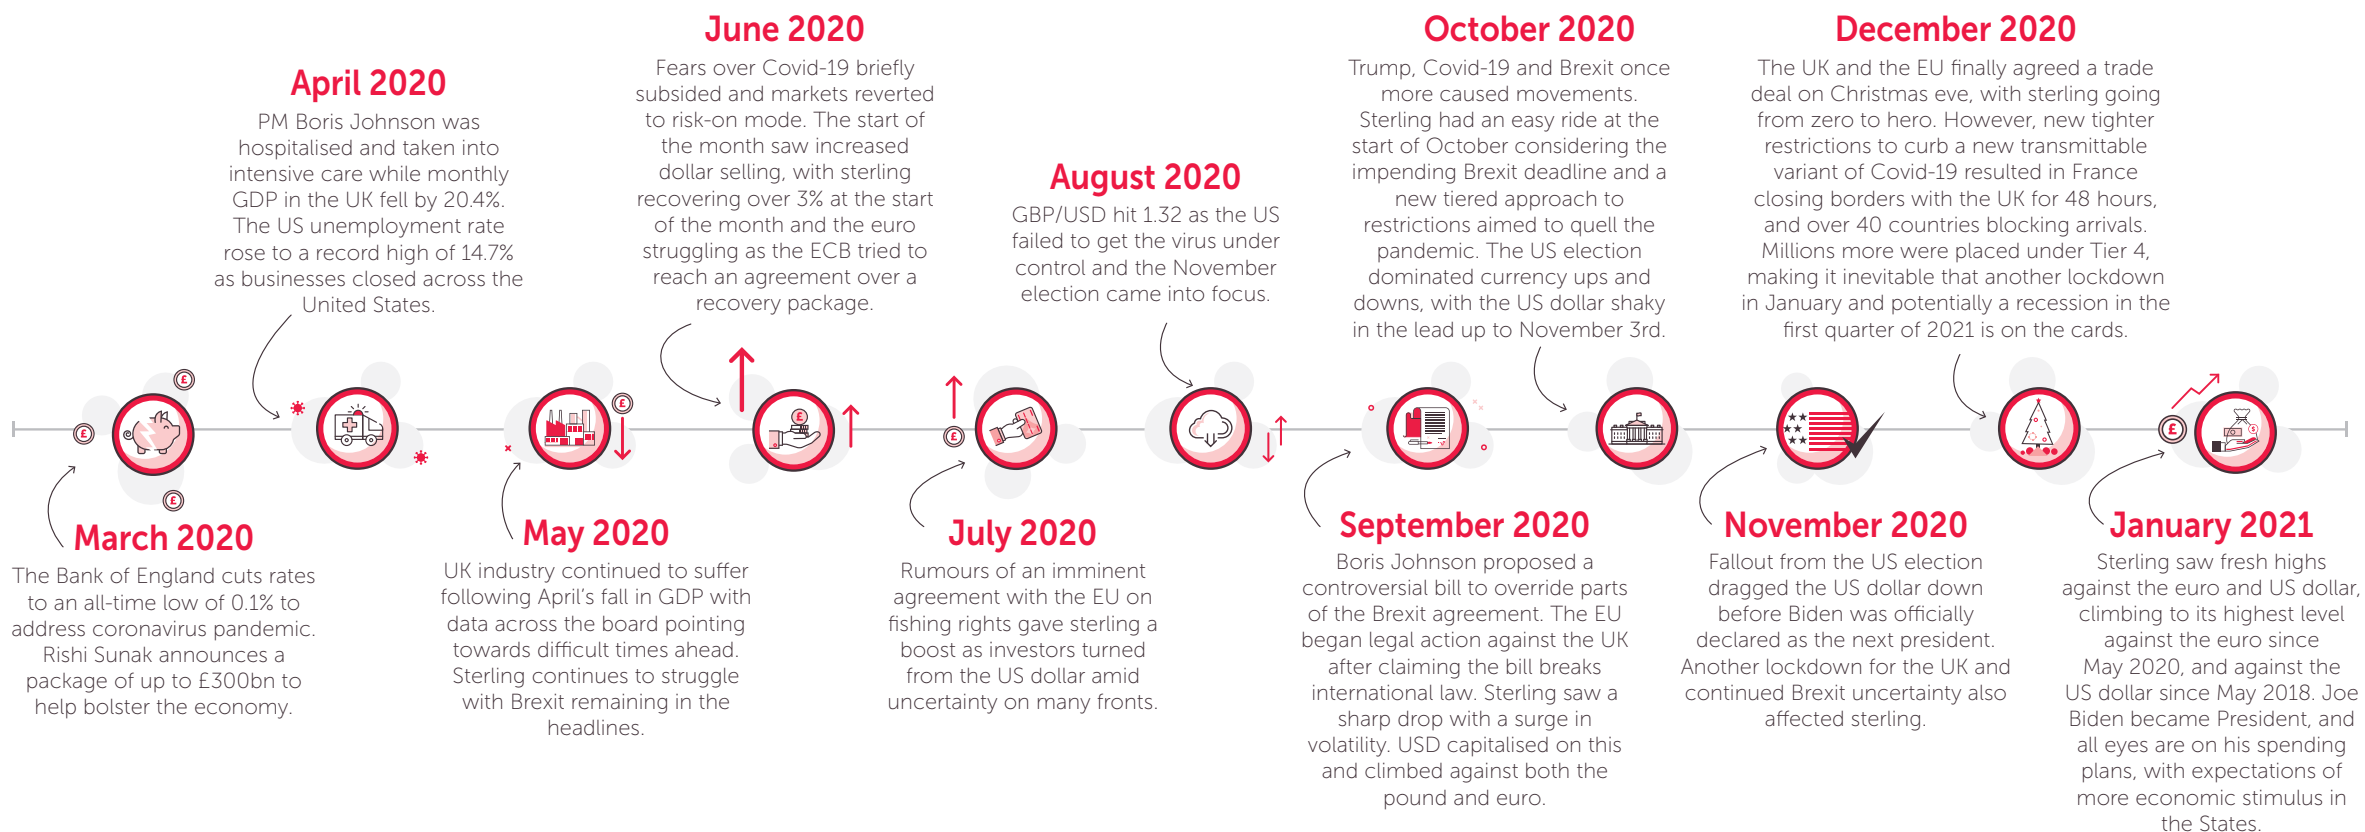 March 2020
The Bank of England cuts rates
to an all-time low of 0.1% to
address coronavirus pandemic.
Rishi Sunak announces a
package of up to £300bn to
help bolster the economy.
April 2020
PM Boris Johnson was
hospitalised and taken into
intensive care while monthly
GDP in the UK fell by 20.4%.
The US unemployment rate
rose to a record high of 14.7%
as businesses closed across the
United States.
May 2020
UK industry continued to suffer
following April's fall in GDP with
data across the board pointing
towards difficult times ahead.
Sterling continues to struggle
with Brexit remaining in the
headlines.
June 2020
Fears over Covid-19 briefly
subsided and markets reverted
to risk-on mode. The start of
the month saw increased
dollar selling, with sterling
recovering over 3% at the start
of the month and the euro
struggling as the ECB tried to
reach an agreement over a
recovery package.
July 2020
Rumours of an imminent
agreement with the EU on
fishing rights gave sterling a
boost as investors turned
from the US dollar amid
uncertainty on many fronts.
August 2020
GBP/USD hit 1.32 as the US
failed to get the virus under
control and the November
election came into focus.
September 2020
Boris Johnson proposed a
controversial bill to override parts
of the Brexit agreement. The EU
began legal action against the UK
after claiming the bill breaks
international law. Sterling saw a
sharp drop with a surge in
volatility. USD capitalised on this
and climbed against both the
pound and euro.
October 2020
Trump, Covid-19 and Brexit once
more caused movements.
Sterling had an easy ride at the
start of October considering the
impending Brexit deadline and a
new tiered approach to
restrictions aimed to quell the
pandemic. The US election
dominated currency ups and
downs, with the US dollar shaky
in the lead up to November 3rd.
November 2020
Fallout from the US election
dragged the US dollar down
before Biden was officially
declared as the next president.
Another lockdown for the UK and
continued Brexit uncertainty also
affected sterling.
December 2020
The UK and the EU finally agreed a trade
deal on Christmas eve, with sterling going
from zero to hero. However, new tighter
restrictions to curb a new transmittable
variant of Covid-19 resulted in France
closing borders with the UK for 48 hours,
and over 40 countries blocking arrivals.
Millions more were placed under Tier 4,
making it inevitable that another lockdown
in January and potentially a recession in the
first quarter of 2021 is on the cards.
January 2021
Sterling saw fresh highs
against the euro and US dollar,
climbing to its highest level
against the euro since
May 2020, and against the
US dollar since May 2018. Joe
Biden became President, and
all eyes are on his spending
plans, with expectations of
more economic stimulus in
the States.
£
£
£
£
£
£
£
$